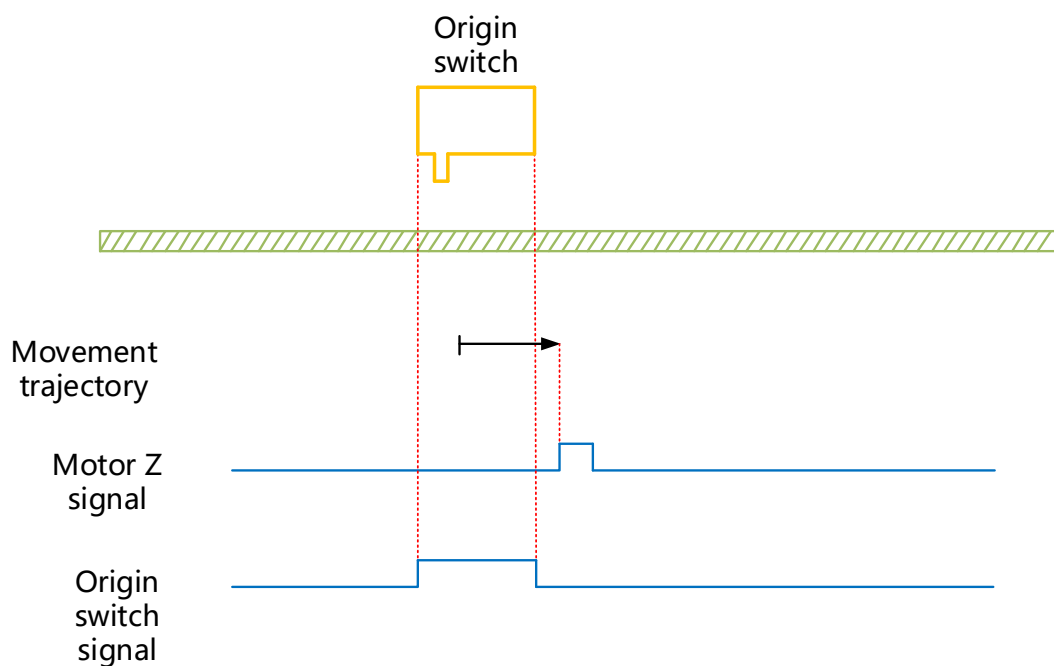 Origin
switch
Movement
trajectory
Motor Z
signal
Origin
switch
signal